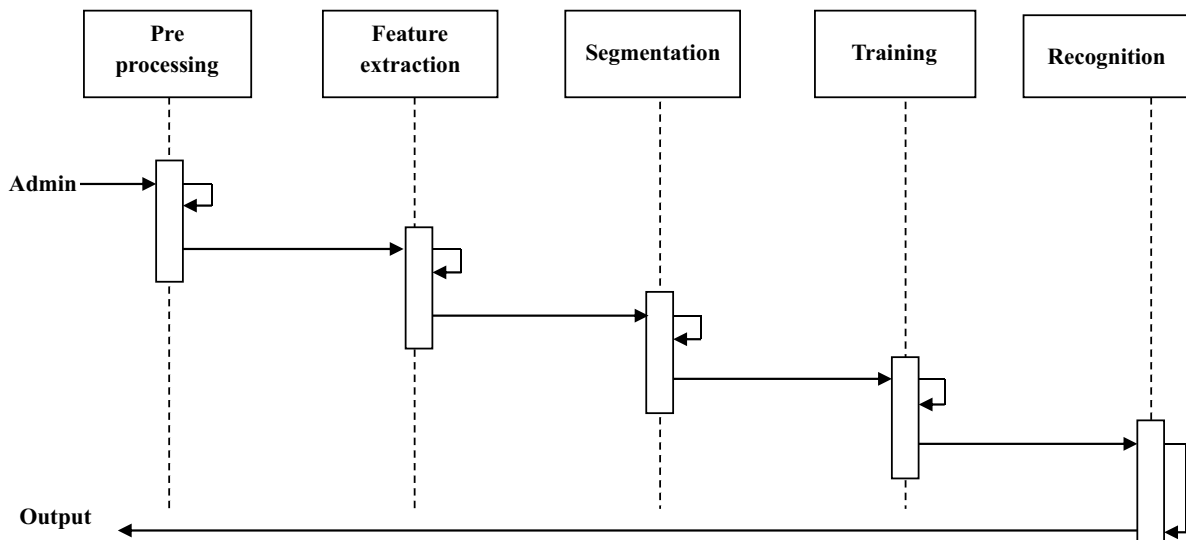 Pre
processing
Feature
extraction
Segmentation
Training
Recognition
Admin
Output